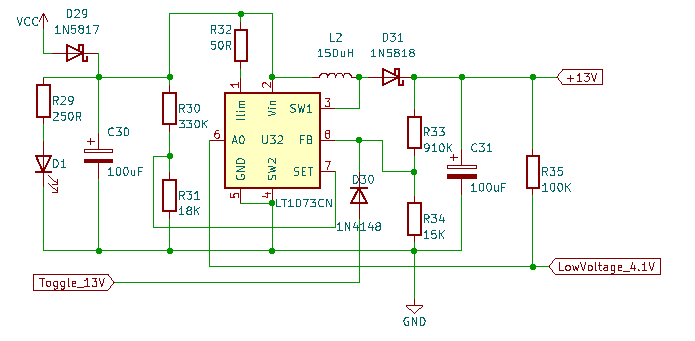 D29
1N5817
VCC
R29
250R
D1
C30
100uF
R30
330K
R31
18K
R32
50R
1
2
Ilim
Vin
SW1
3
6
AO
U32
FB
8
GND
SW2
SET
7
5
4
LT1073CN
L2
150uH
D31
1N5818
+13V
R33
910K
C31
100uF
R35
100K
D30
1N4148
R34
15K
LowVoltage_4.1V
Toggle_13V
GND